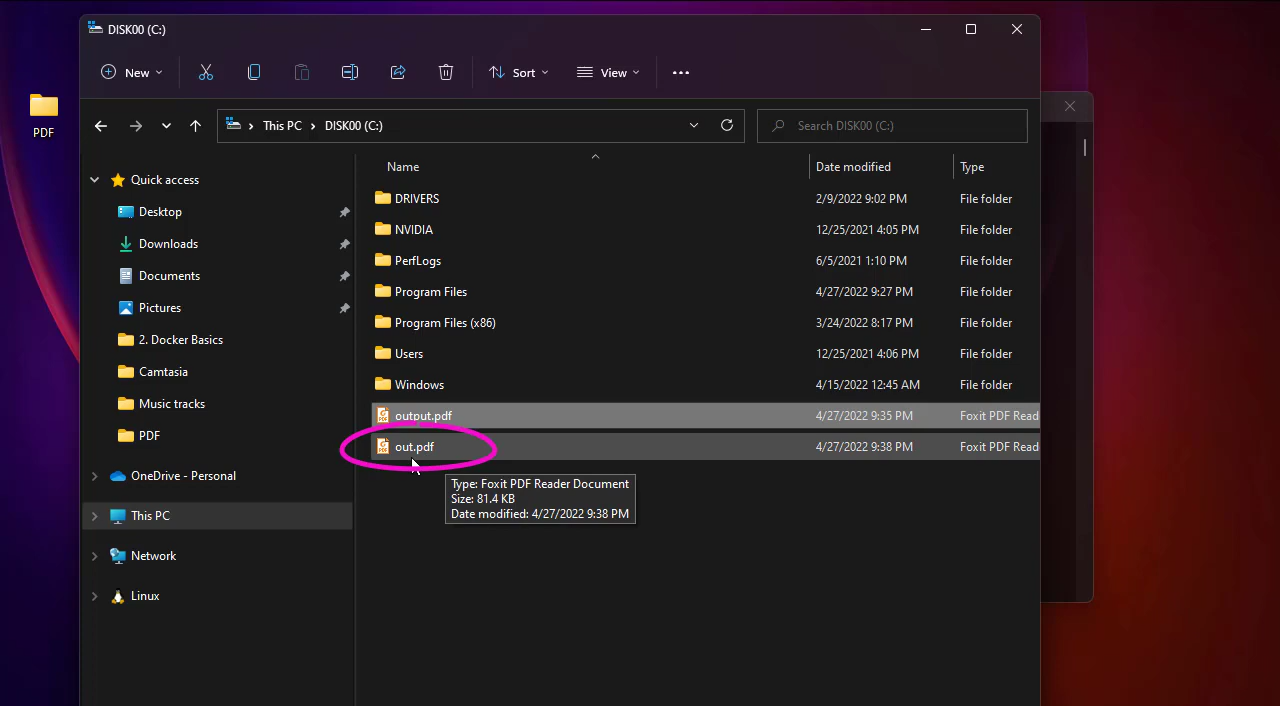 DISK00 (C:)
New
Sort
View
PDF
This PC > DISK00 (C:)
Search DISK00 (C:)
Name Date modified Type
Quick access
Desktop
Downloads
Documents
Pictures
2. Docker Basics
Camtasia
Music tracks
PDF
OneDrive - Personal
This PC
Network
Linux
DRIVERS 2/9/2022 9:02 PM File folder
NVIDIA 12/25/2021 4:05 PM File folder
PerfLogs 6/5/2021 1:10 PM File folder
Program Files 4/27/2022 9:27 PM File folder
Program Files (x86) 3/24/2022 8:17 PM File folder
Users 12/25/2021 4:06 PM File folder
Windows 4/15/2022 12:45 AM File folder
output.pdf 4/27/2022 9:35 PM Foxit PDF Read
out.pdf 4/27/2022 9:38 PM Foxit PDF Read
Type: Foxit PDF Reader Document
Size: 81.4 KB
Date modified: 4/27/2022 9:38 PM